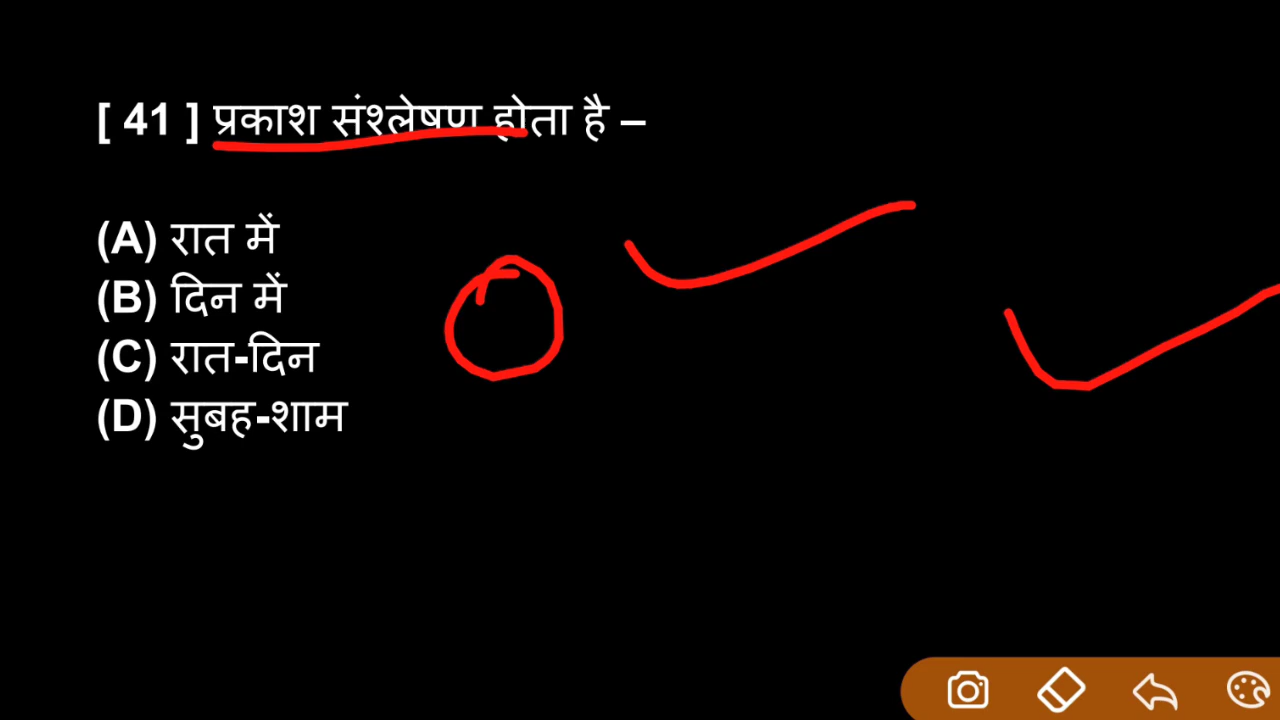 [ 41 ] प्रकाश संश्लेषण होता है –
(A) रात में
(B) दिन में
(C) रात-दिन
(D) सुबह-शाम